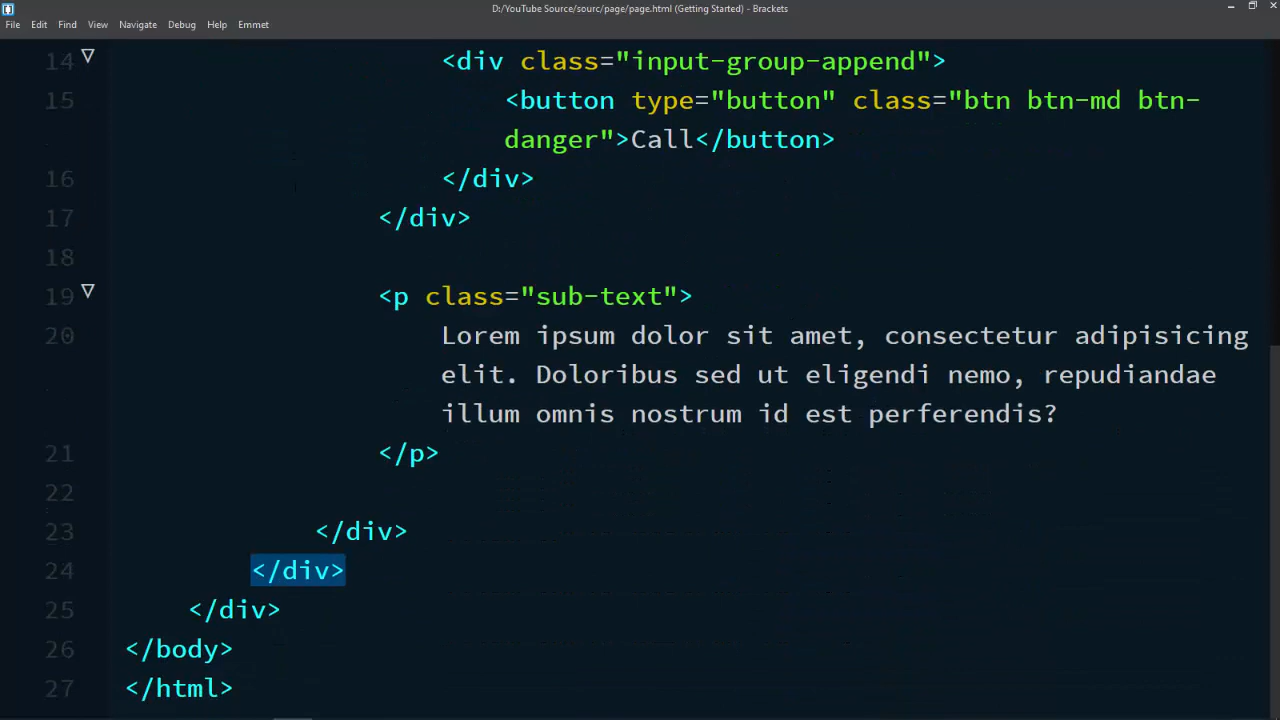 D:/YouTube Source/sourc/page/page.html (Getting Started) - Brackets
File Edit Find View Navigate Debug Help Emmet
14 <div class="input-group-append">
15 <button type="button" class="btn btn-md btn-
danger">Call</button>
16 </div>
17 </div>
18
19 <p class="sub-text">
20 Lorem ipsum dolor sit amet, consectetur adipisicing
elit. Doloribus sed ut eligendi nemo, repudiandae
illum omnis nostrum id est perferendis?
21 </p>
22
23 </div>
24 </div>
25 </div>
26 </body>
27 </html>